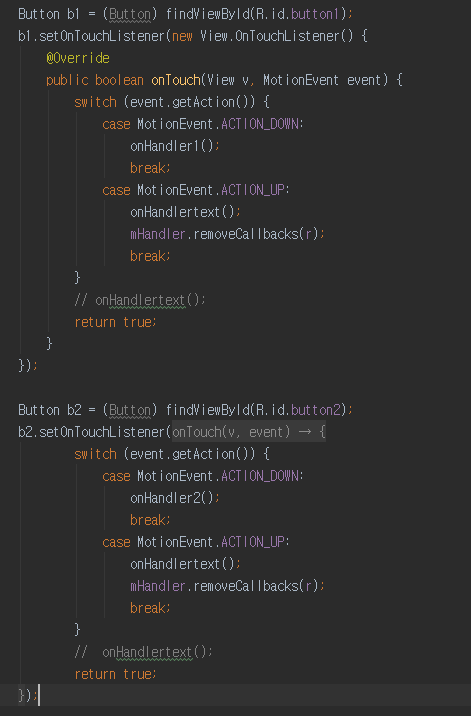 Button b1 = (Button) findViewById(R.id.button1);
b1.setOnTouchListener(new View.OnTouchListener() {
@Override
public boolean onTouch(View v, MotionEvent event) {
switch (event.getAction()) {
case MotionEvent.ACTION_DOWN:
onHandler1();
break;
case MotionEvent.ACTION_UP:
onHandlertext();
mHandler.removeCallbacks(r);
break;
}
// onHandlertext();
return true;
}
});
Button b2 = (Button) findViewById(R.id.button2);
b2.setOnTouchListener(onTouch(v, event) → {
switch (event.getAction()) {
case MotionEvent.ACTION_DOWN:
onHandler2();
break;
case MotionEvent.ACTION_UP:
onHandlertext();
mHandler.removeCallbacks(r);
break;
}
// onHandlertext();
return true;
});